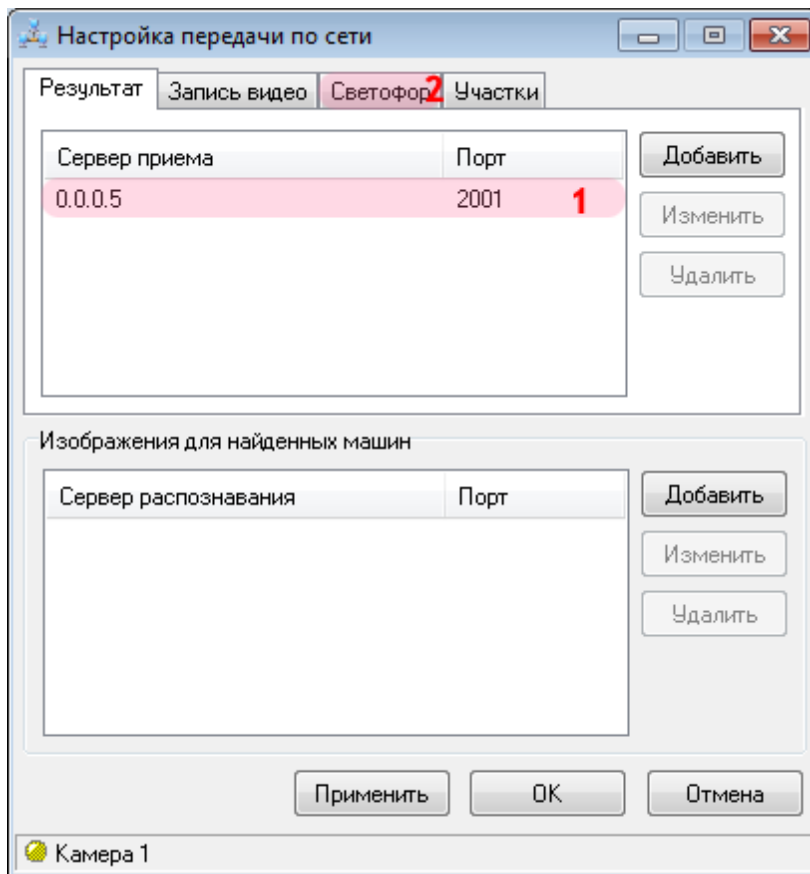 Настройка передачи по сети
Результат Запись видео Светофор 2 Участки
Сервер приема Порт Добавить
0.0.0.5 2001 1
Изменить
Удалить
Изображения для найденных машин
Сервер распознавания Порт Добавить
Изменить
Удалить
Применить OK Отмена
Камера 1